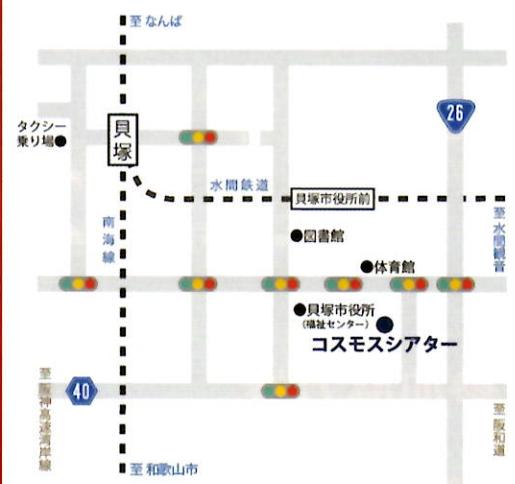 至 なんば
26
タクシー
乗り場
貝塚
水間鉄道
貝塚市役所前
至 水間観音
南海線
図書館
体育館
貝塚市役所
(福祉センター)
コスモスシアター
至 阪神高速湾岸線
40
至 阪和道
至 和歌山市